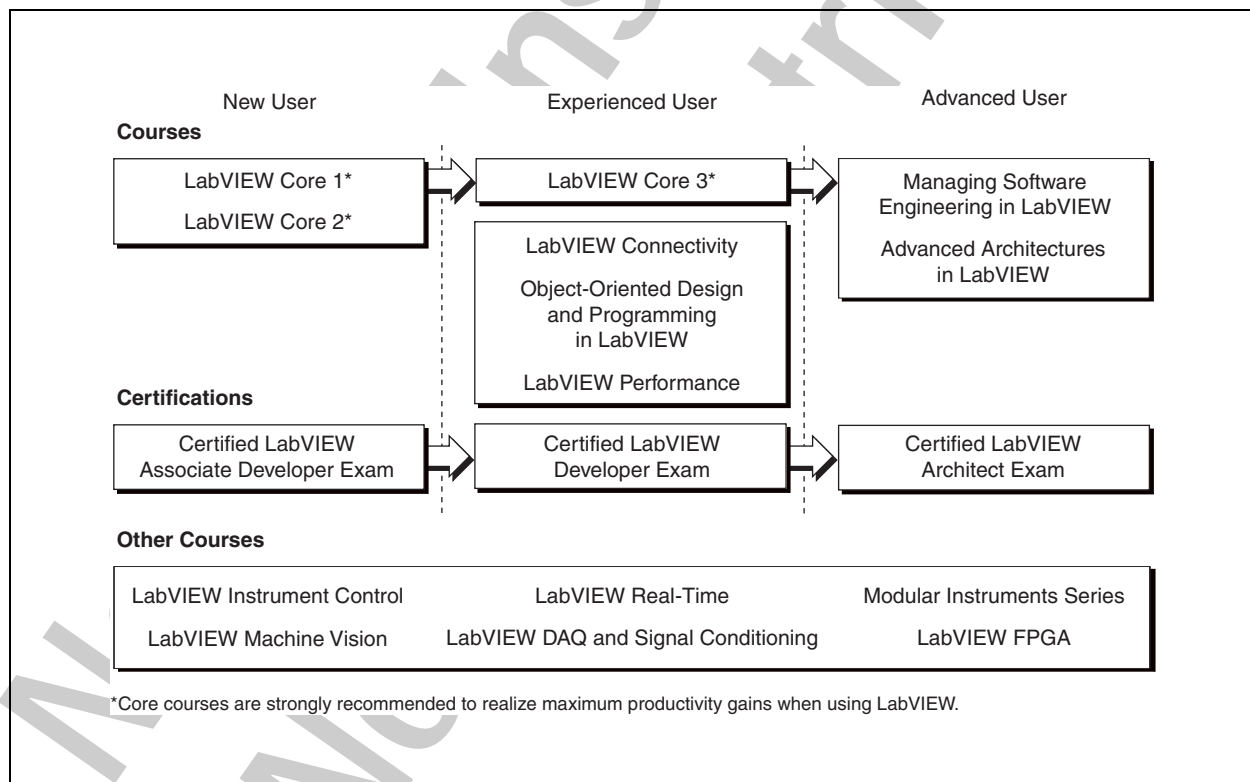 New User
Experienced User
Advanced User
Courses
LabVIEW Core 1*
LabVIEW Core 2*
LabVIEW Core 3*
LabVIEW Connectivity
Object-Oriented Design
and Programming
in LabVIEW
LabVIEW Performance
Managing Software
Engineering in LabVIEW
Advanced Architectures
in LabVIEW
Certifications
Certified LabVIEW
Associate Developer Exam
Certified LabVIEW
Developer Exam
Certified LabVIEW
Architect Exam
Other Courses
LabVIEW Instrument Control
LabVIEW Real-Time
Modular Instruments Series
LabVIEW Machine Vision
LabVIEW DAQ and Signal Conditioning
LabVIEW FPGA
*Core courses are strongly recommended to realize maximum productivity gains when using LabVIEW.